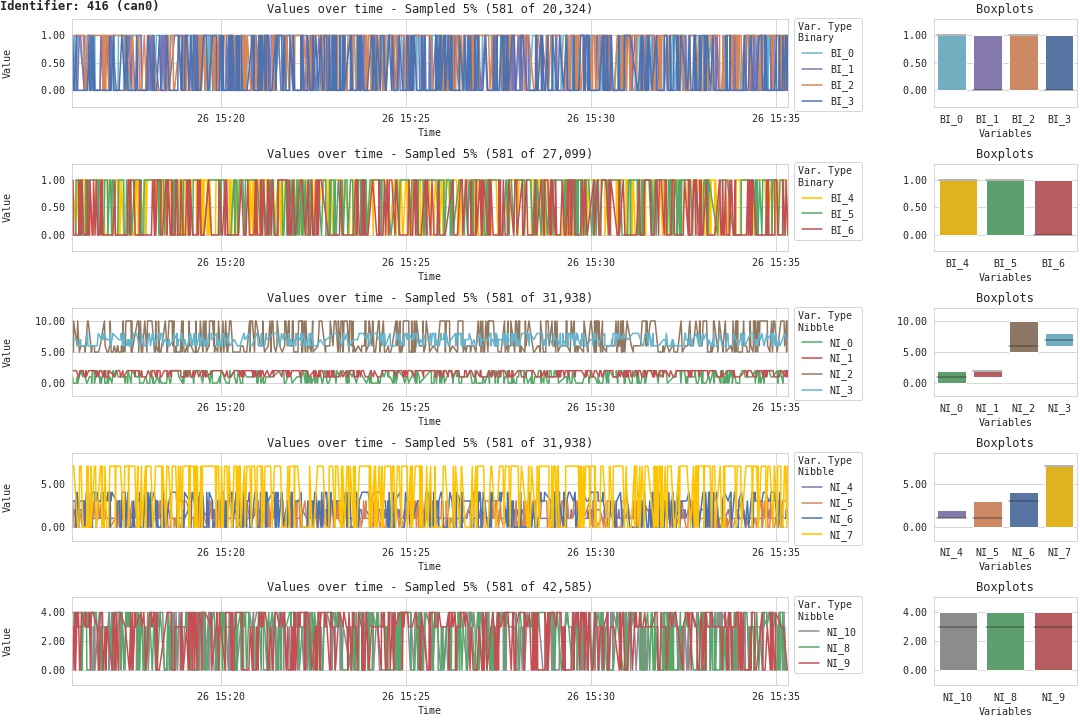 Identifier: 416 (can0)
Values over time - Sampled 5% (581 of 20,324)
Boxplots
Value
1.00
0.50
0.00
26 15:20
26 15:25
26 15:30
26 15:35
Time
Var. Type
Binary
BI_0
BI_1
BI_2
BI_3
1.00
0.50
0.00
BI_0 BI_1 BI_2 BI_3
Variables
Values over time - Sampled 5% (581 of 27,099)
Boxplots
Value
1.00
0.50
0.00
26 15:20
26 15:25
26 15:30
26 15:35
Time
Var. Type
Binary
BI_4
BI_5
BI_6
1.00
0.50
0.00
BI_4 BI_5 BI_6
Variables
Values over time - Sampled 5% (581 of 31,938)
Boxplots
Value
10.00
5.00
0.00
26 15:20
26 15:25
26 15:30
26 15:35
Time
Var. Type
Nibble
NI_0
NI_1
NI_2
NI_3
10.00
5.00
0.00
NI_0 NI_1 NI_2 NI_3
Variables
Values over time - Sampled 5% (581 of 31,938)
Boxplots
Value
5.00
0.00
26 15:20
26 15:25
26 15:30
26 15:35
Time
Var. Type
Nibble
NI_4
NI_5
NI_6
NI_7
5.00
0.00
NI_4 NI_5 NI_6 NI_7
Variables
Values over time - Sampled 5% (581 of 42,585)
Boxplots
Value
4.00
2.00
0.00
26 15:20
26 15:25
26 15:30
26 15:35
Time
Var. Type
Nibble
NI_10
NI_8
NI_9
4.00
2.00
0.00
NI_10 NI_8 NI_9
Variables